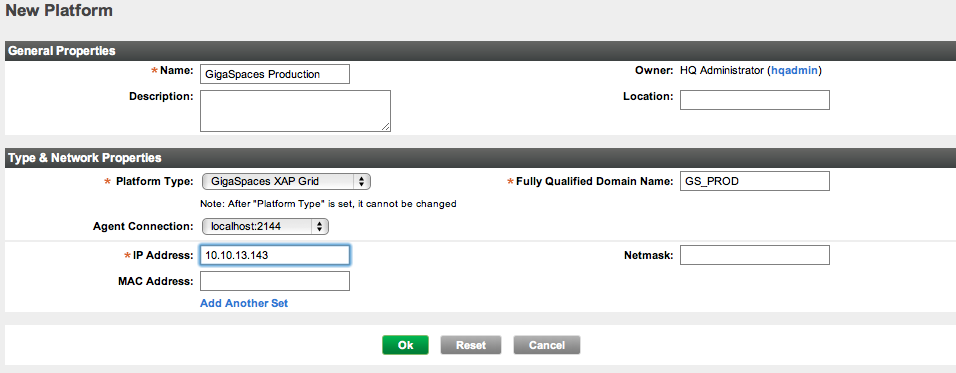 New Platform
General Properties
* Name: GigaSpaces Production Owner: HQ Administrator (hqadmin)
Description: Location:
Type & Network Properties
* Platform Type: GigaSpaces XAP Grid * Fully Qualified Domain Name: GS_PROD
Note: After "Platform Type" is set, it cannot be changed
Agent Connection: localhost:2144
* IP Address: 10.10.13.143 Netmask:
MAC Address:
Add Another Set
Ok Reset Cancel